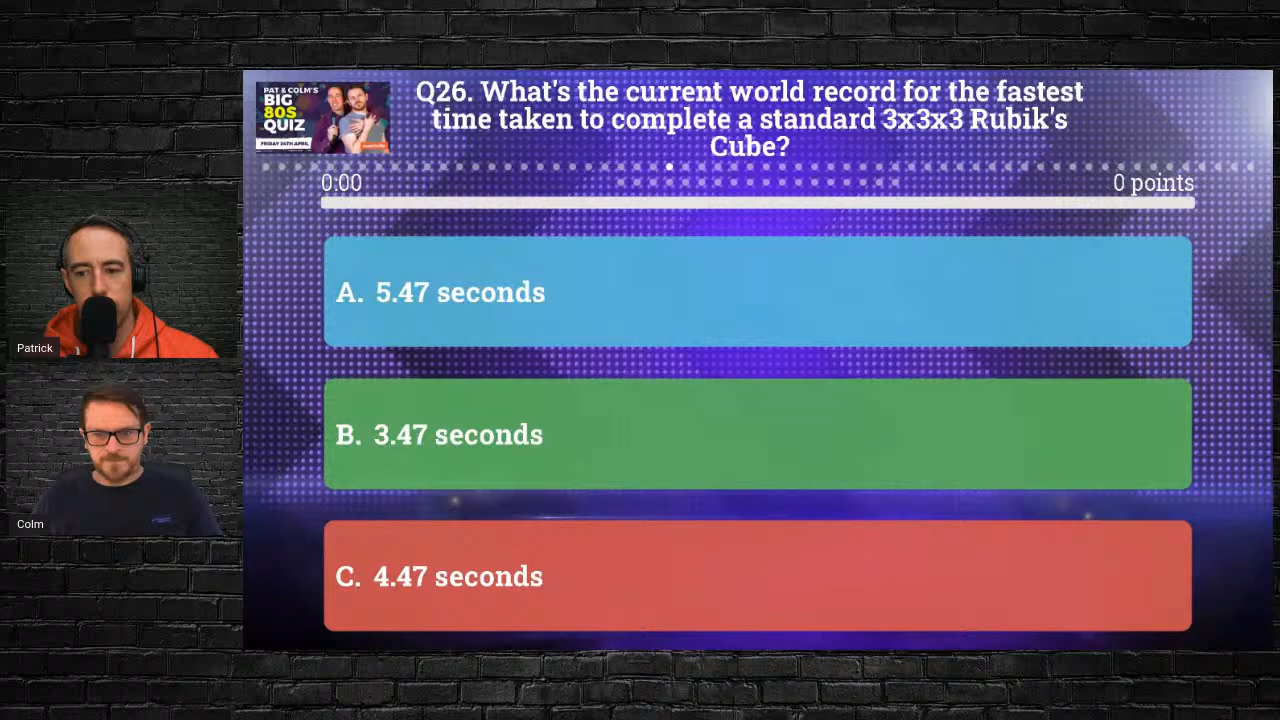 PAT & COLM'S
BIG
80S
QUIZ
FRIDAY 24TH APRIL
Q26. What's the current world record for the fastest
time taken to complete a standard 3x3x3 Rubik's
Cube?
0:00
0 points
A. 5.47 seconds
B. 3.47 seconds
C. 4.47 seconds
Patrick
Colm